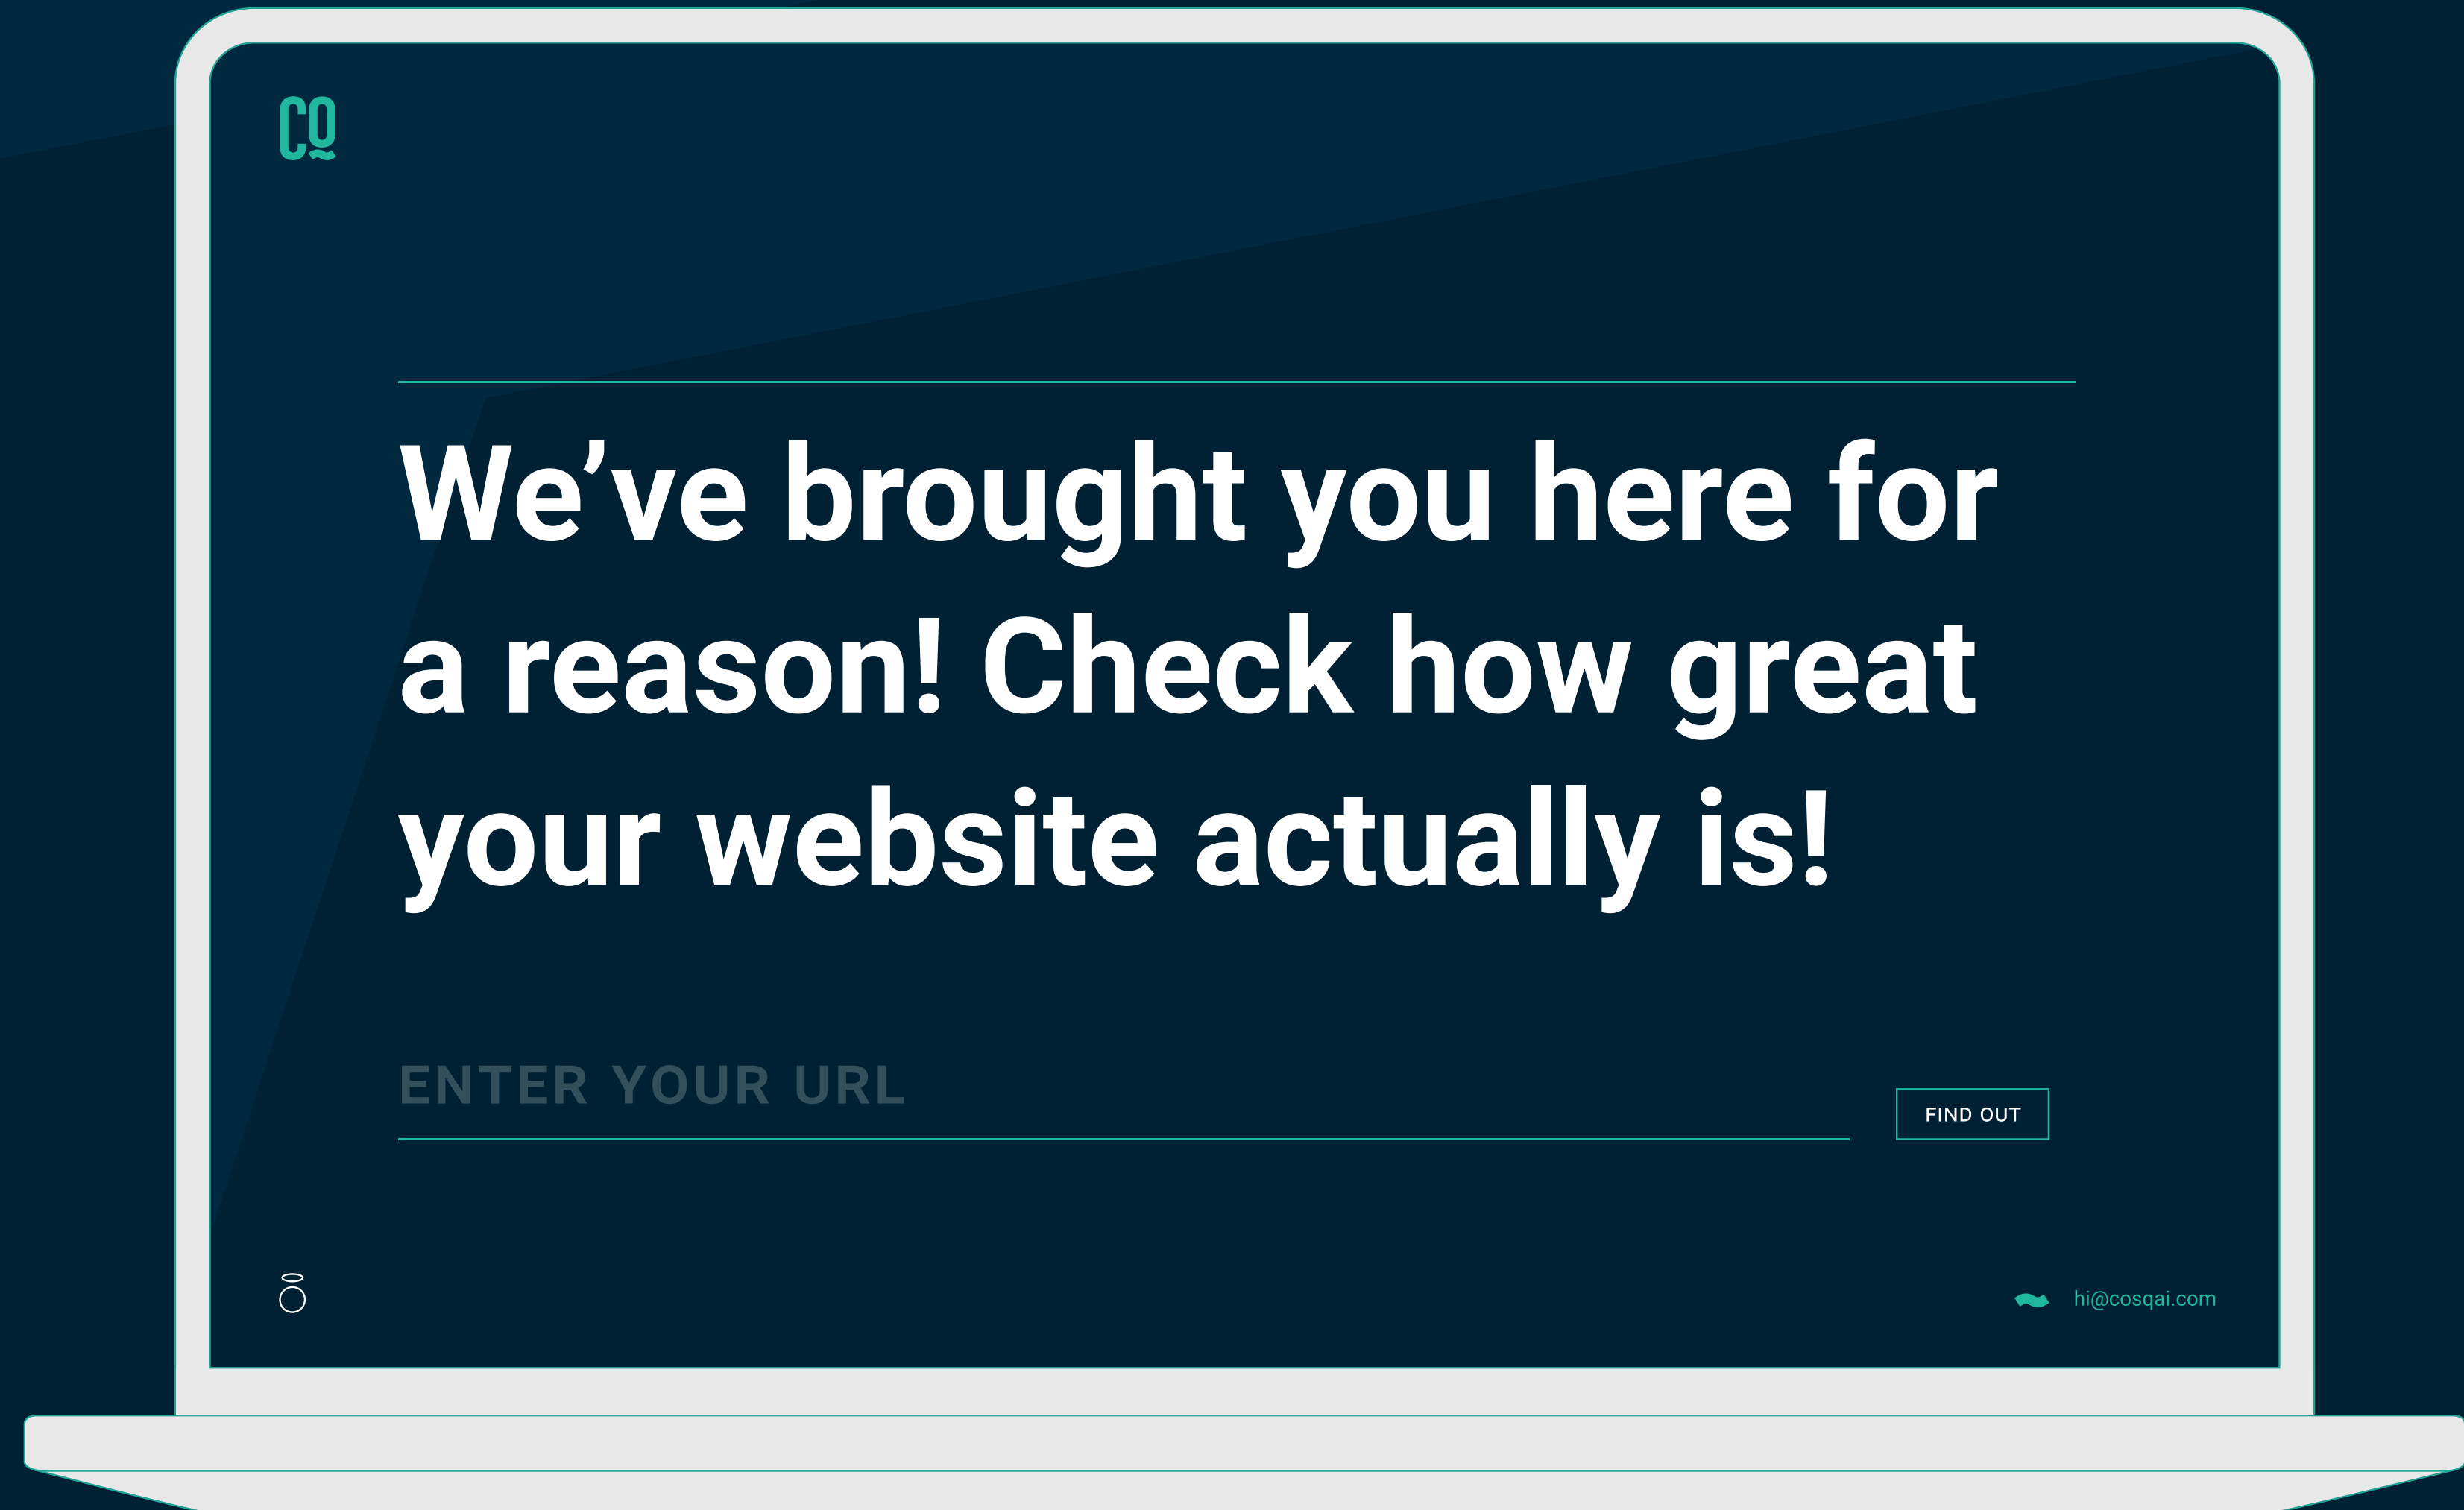 CQ
We’ve brought you here for
a reason! Check how great
your website actually is!
ENTER YOUR URL
FIND OUT
hi@cosqai.com